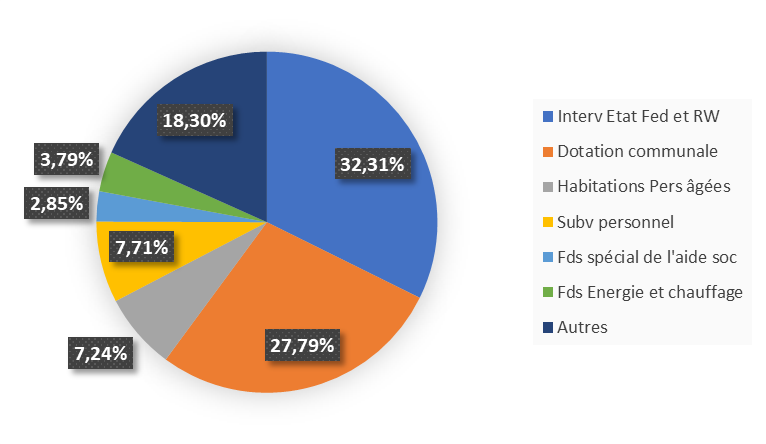 18,30%
32,31%
3,79%
2,85%
7,71%
7,24%
27,79%
Interv Etat Fed et RW
Dotation communale
Habitations Pers âgées
Subv personnel
Fds spécial de l'aide soc
Fds Energie et chauffage
Autres